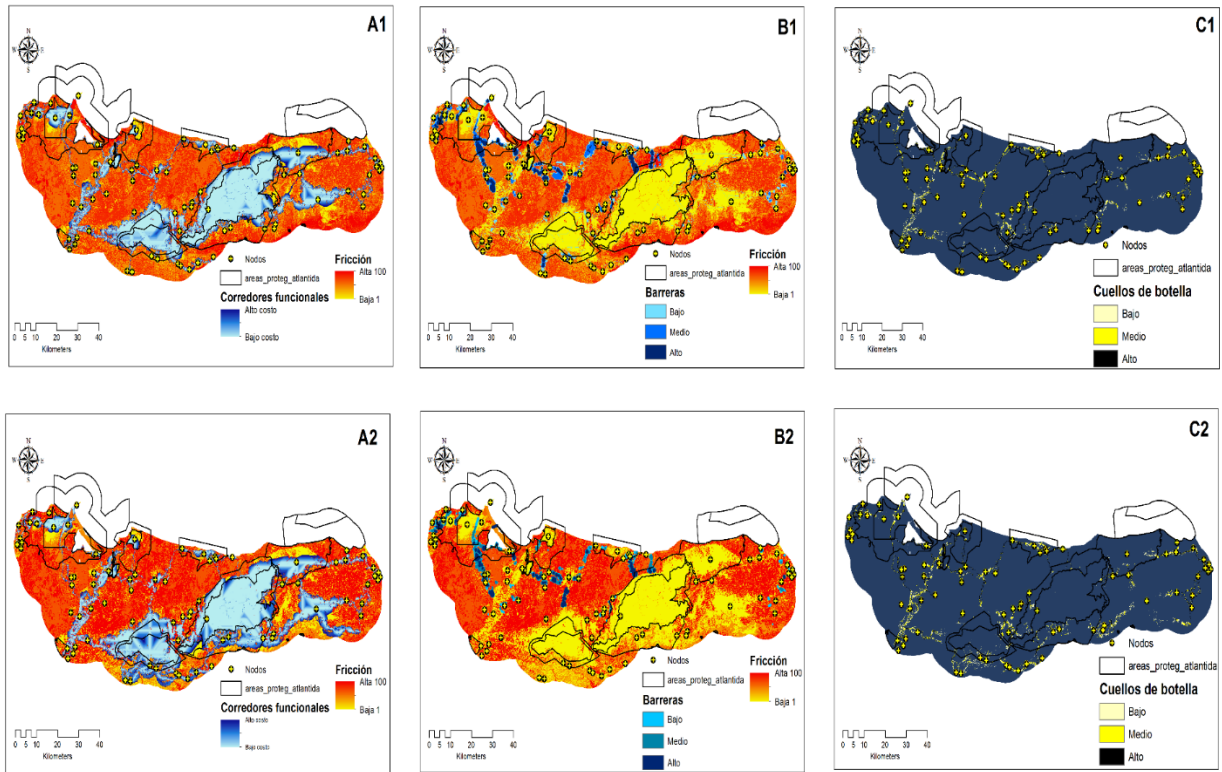 A1
N
W E
S
Nodos
areas_proteg_atlantida
Corredores funcionales
Alto costo
Bajo costo
Fricción
Alta 100
Baja 1
0 5 10 20 30 40
Kilometers
B1
N
W E
S
Nodos
areas_proteg_atlantida
Barreras
Bajo
Medio
Alto
Fricción
Alta 100
Baja 1
0 5 10 20 30 40
Kilometers
C1
N
W E
S
Nodos
areas_proteg_atlantida
Cuellos de botella
Bajo
Medio
Alto
0 5 10 20 30 40
Kilometers
A2
N
W E
S
Nodos
areas_proteg_atlantida
Corredores funcionales
Alto costo
Bajo costo
Fricción
Alta 100
Baja 1
0 5 10 20 30 40
Kilometers
B2
N
W E
S
Nodos
areas_proteg_atlantida
Barreras
Bajo
Medio
Alto
Fricción
Alta 100
Baja 1
0 5 10 20 30 40
Kilometers
C2
N
W E
S
Nodos
areas_proteg_atlantida
Cuellos de botella
Bajo
Medio
Alto
0 5 10 20 30 40
Kilometers